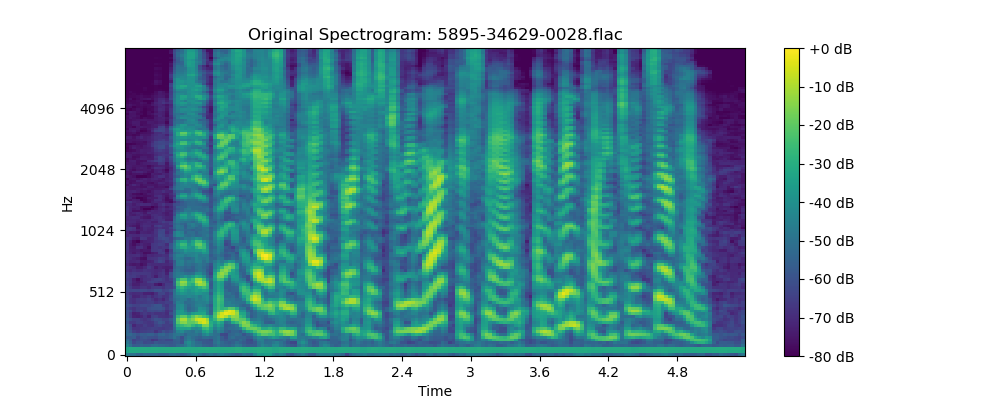 Original Spectrogram: 5895-34629-0028.flac
Hz
4096
2048
1024
512
0
0 0.6 1.2 1.8 2.4 3 3.6 4.2 4.8
Time
+0 dB
-10 dB
-20 dB
-30 dB
-40 dB
-50 dB
-60 dB
-70 dB
-80 dB